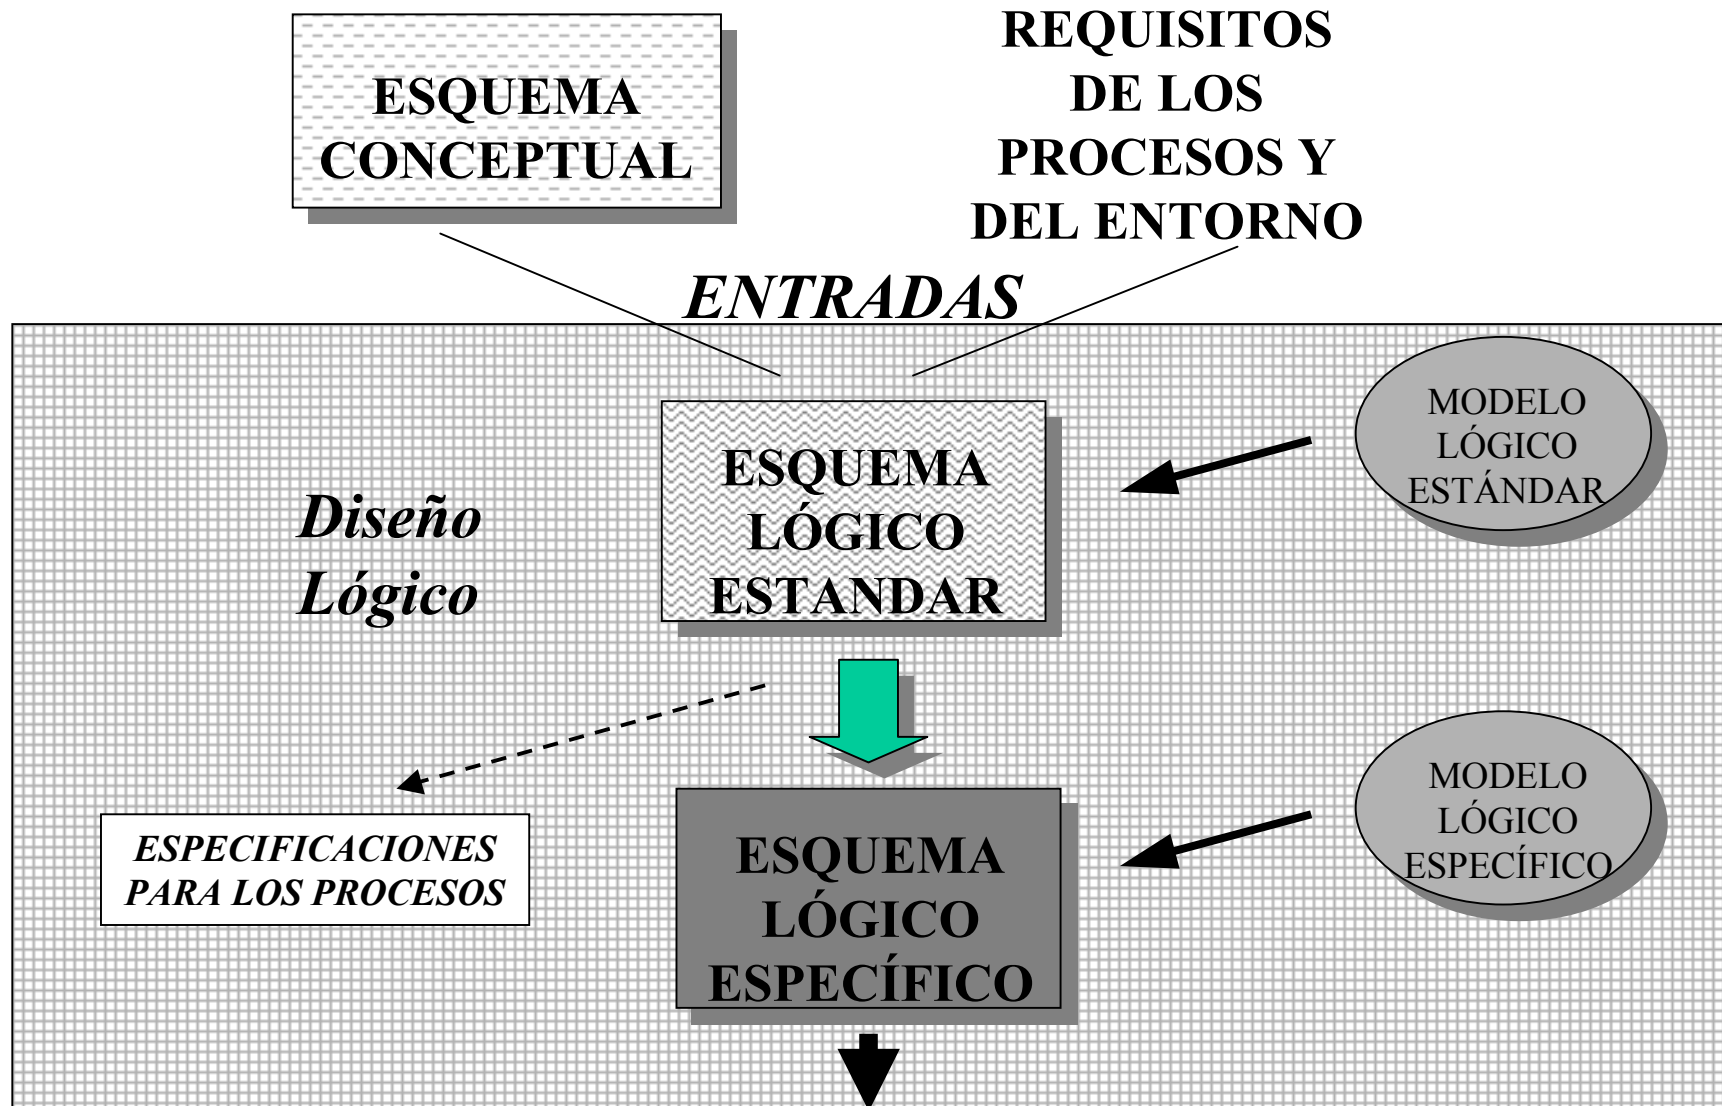 ESQUEMA
CONCEPTUAL
REQUISITOS
DE LOS
PROCESOS Y
DEL ENTORNO
ENTRADAS
MODELO
LÓGICO
ESTÁNDAR
ESQUEMA
LÓGICO
ESTANDAR
Diseño
Lógico
MODELO
LÓGICO
ESPECÍFICO
ESPECIFICACIONES
PARA LOS PROCESOS
ESQUEMA
LÓGICO
ESPECÍFICO